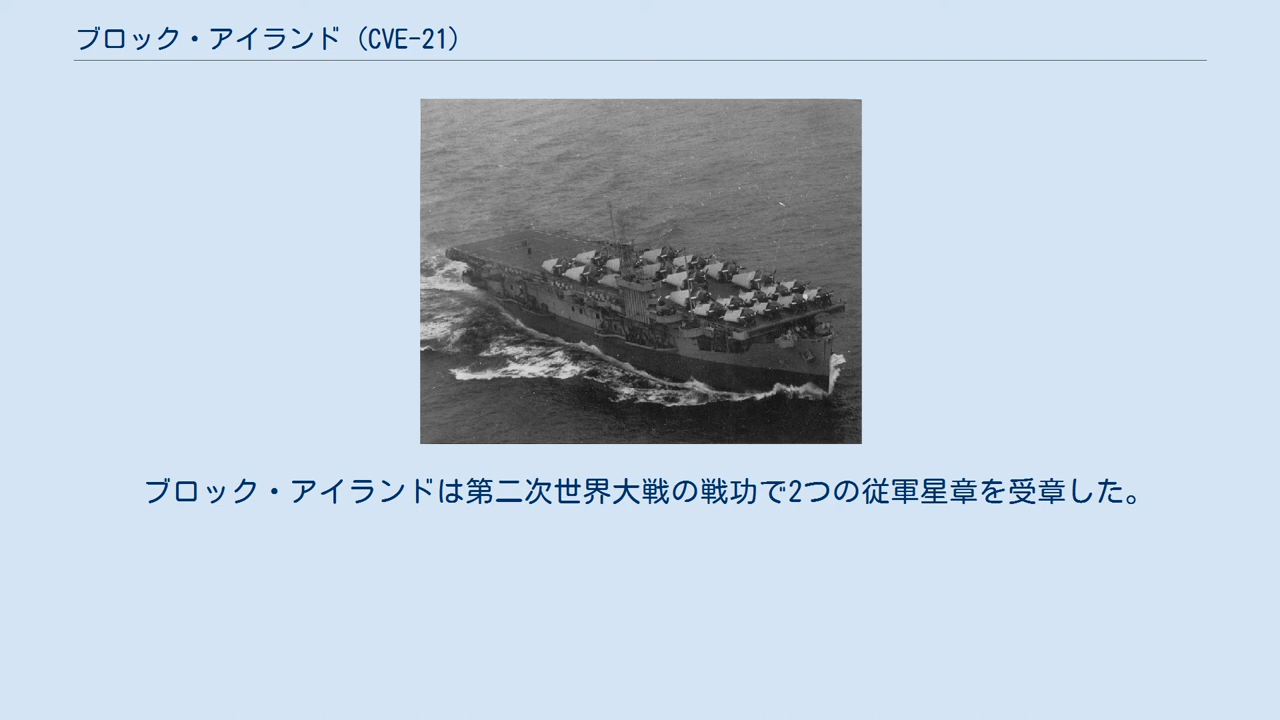 ブロック・アイランド（CVE-21）
ブロック・アイランドは第二次世界大戦の戦功で2つの従軍星章を受章した。